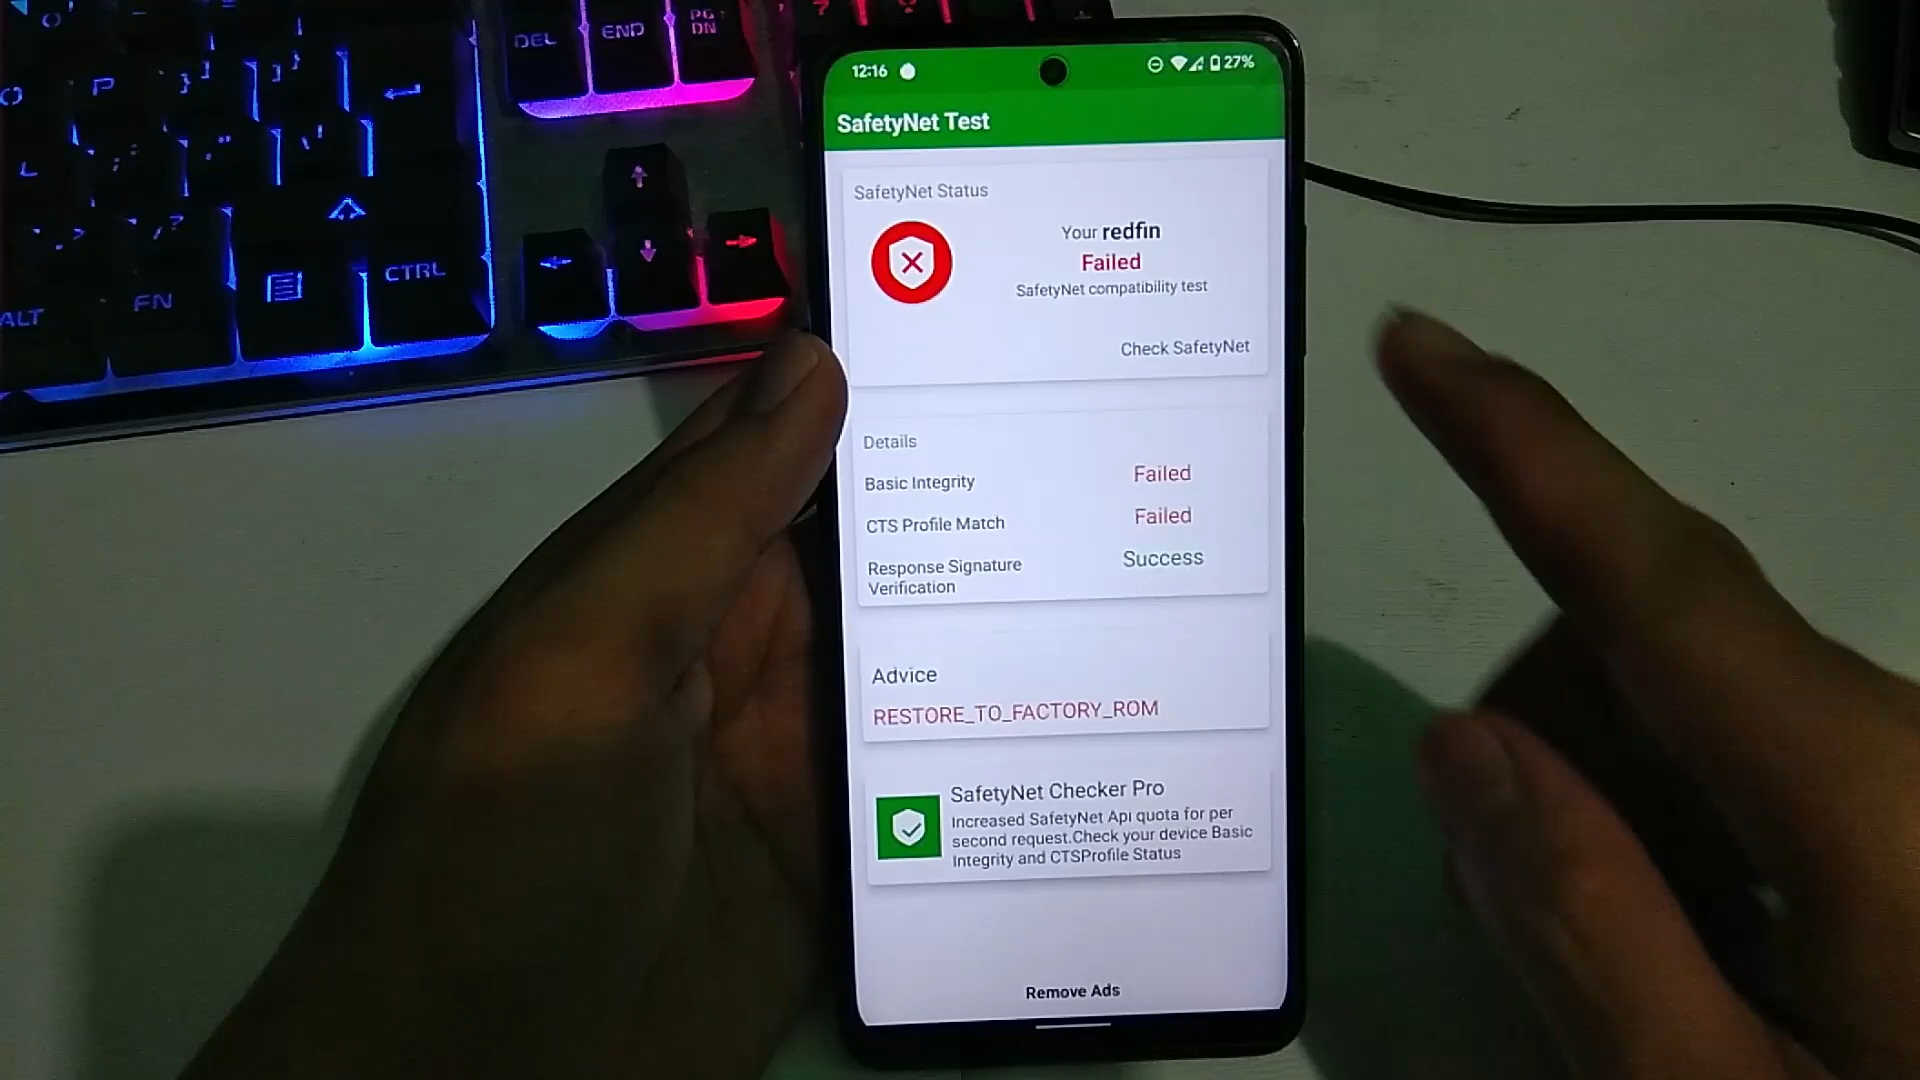 DEL
END
PG
DN
O
P
L
ALT
FN
CTRL
12:16
27%
SafetyNet Test
SafetyNet Status
Your redfin
Failed
SafetyNet compatibility test
Check SafetyNet
Details
Basic Integrity
Failed
CTS Profile Match
Failed
Response Signature
Verification
Success
Advice
RESTORE_TO_FACTORY_ROM
SafetyNet Checker Pro
Increased SafetyNet Api quota for per
second request.Check your device Basic
Integrity and CTSProfile Status
Remove Ads